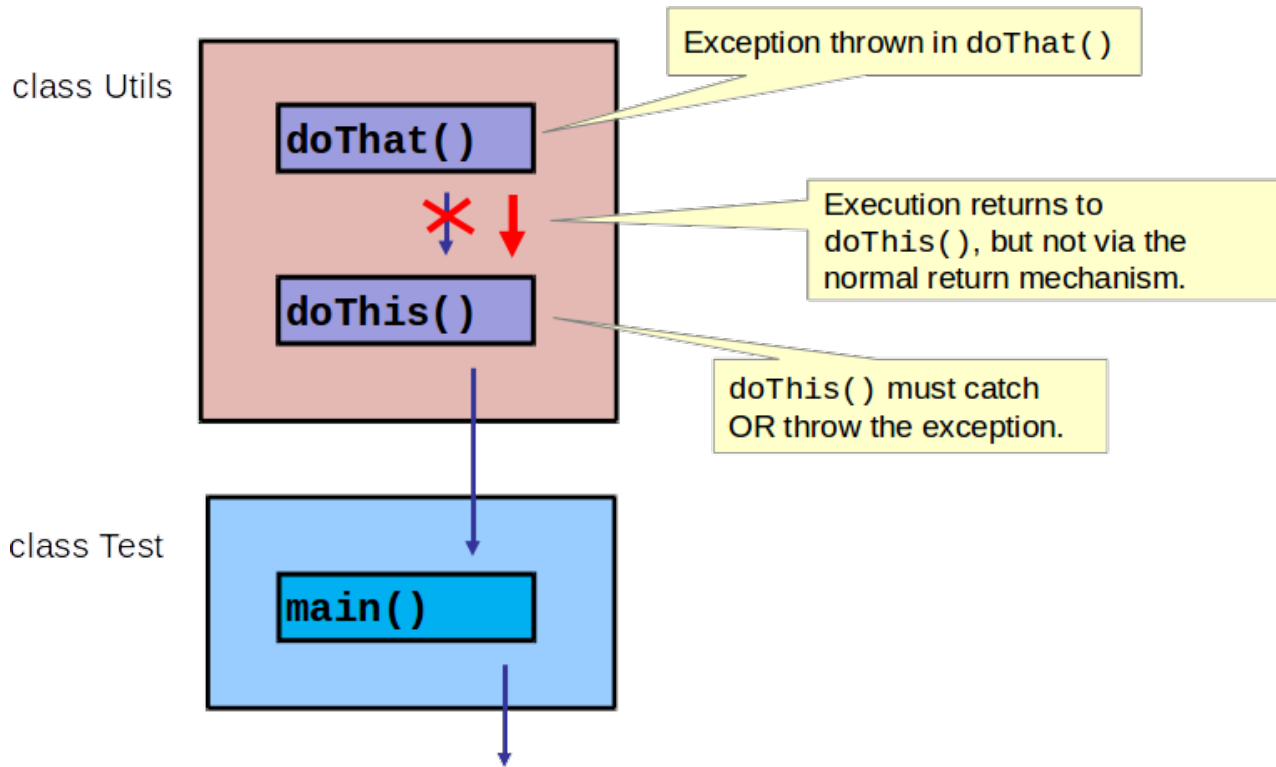 Exception thrown in doThat()
class Utils
doThat()
Execution returns to
doThis(), but not via the
normal return mechanism.
doThis()
doThis() must catch
OR throw the exception.
class Test
main()